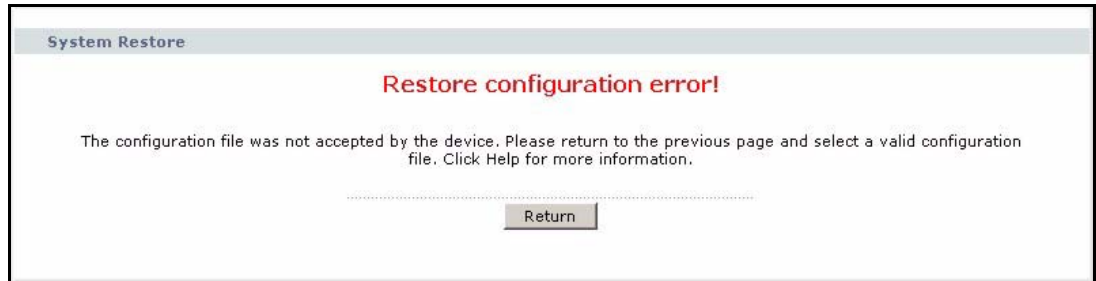 System Restore
Restore configuration error!
The configuration file was not accepted by the device. Please return to the previous page and select a valid configuration
file. Click Help for more information.
Return